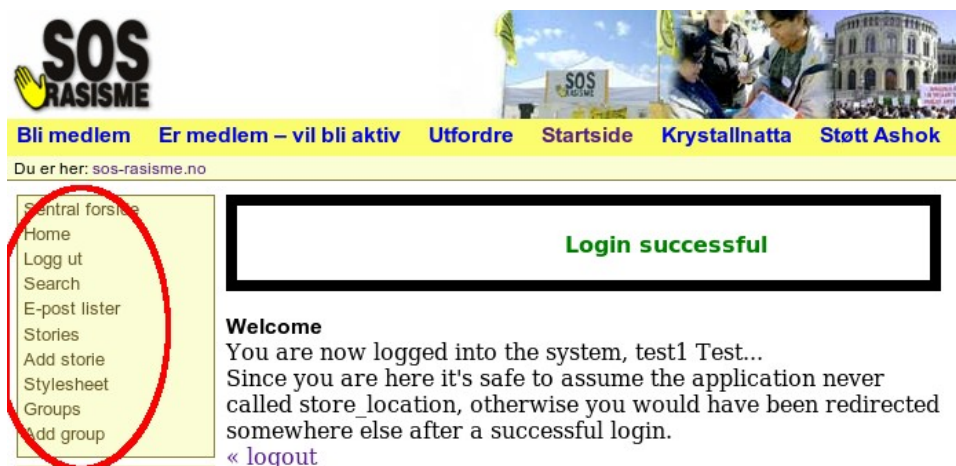 SOS
RASISME
SOS
RASISME
Bli medlem Er medlem – vil bli aktiv Utfordre Startside Krystallnatta Støtt Ashok
Du er her: sos-rasisme.no
Sentral forside
Home
Logg ut
Search
E-post lister
Stories
Add storie
Stylesheet
Groups
Add group
Login successful
Welcome
You are now logged into the system, test1 Test...
Since you are here it's safe to assume the application never
called store_location, otherwise you would have been redirected
somewhere else after a successful login.
« logout